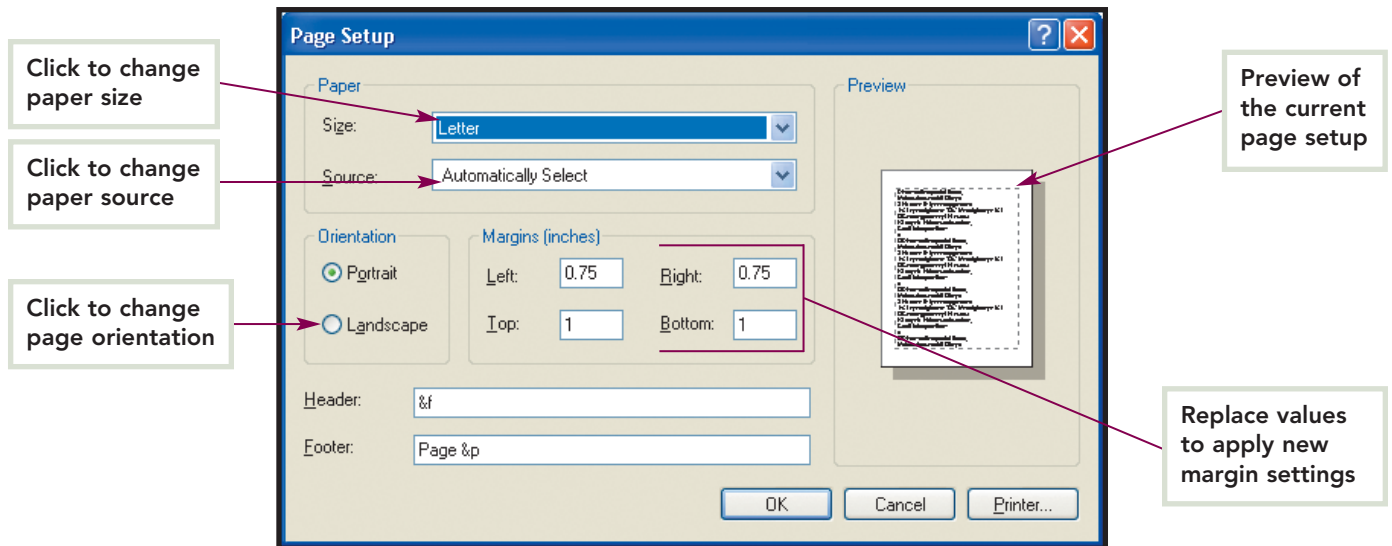 Page Setup
Click to change
paper size
Paper
Size:
Letter
Click to change
paper source
Source:
Automatically Select
Preview
Preview of
the current
page setup
Orientation
Portrait
Landscape
Click to change
page orientation
Margins (inches)
Left: 0.75 Right: 0.75
Top: 1 Bottom: 1
Replace values
to apply new
margin settings
Header: &f
Footer: Page &p
OK Cancel Printer...